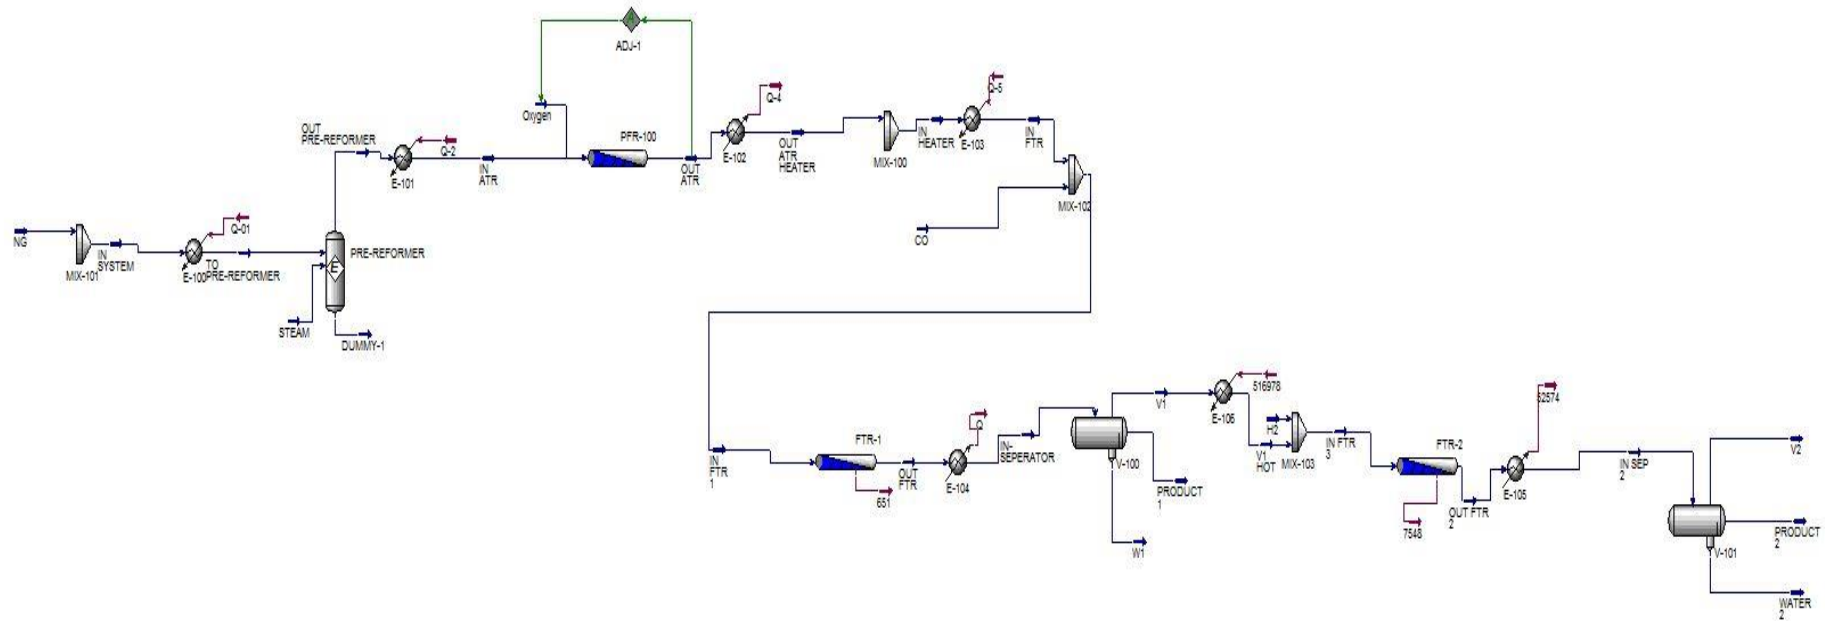 A
ADJ-1
Oxygen
Q-4
Q-5
OUT
PRE-REFORMER
Q-2
E-101
IN
ATR
PFR-100
OUT
ATR
E-102
OUT
ATR
HEATER
MIX-100
IN
HEATER
E-103
IN
FTR
MIX-102
CO
NG
MIX-101
IN
SYSTEM
Q-01
E-100
TO
PRE-REFORMER
PRE-REFORMER
E
STEAM
DUMMY-1
IN
FTR
1
FTR-1
651
OUT
FTR
Q
E-104
IN-
SEPERATOR
V-100
V1
PRODUCT
1
W1
516978
E-106
H2
V1
HOT
MIX-103
IN FTR
3
FTR-2
7548
OUT FTR
2
52574
E-105
IN SEP
2
V2
V-101
PRODUCT
2
WATER
2